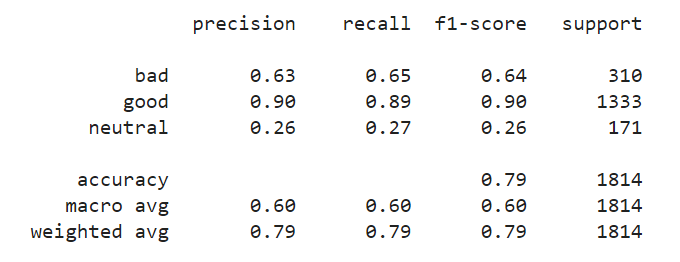 precision recall f1-score support
bad 0.63 0.65 0.64 310
good 0.90 0.89 0.90 1333
neutral 0.26 0.27 0.26 171
accuracy 0.79 1814
macro avg 0.60 0.60 0.60 1814
weighted avg 0.79 0.79 0.79 1814